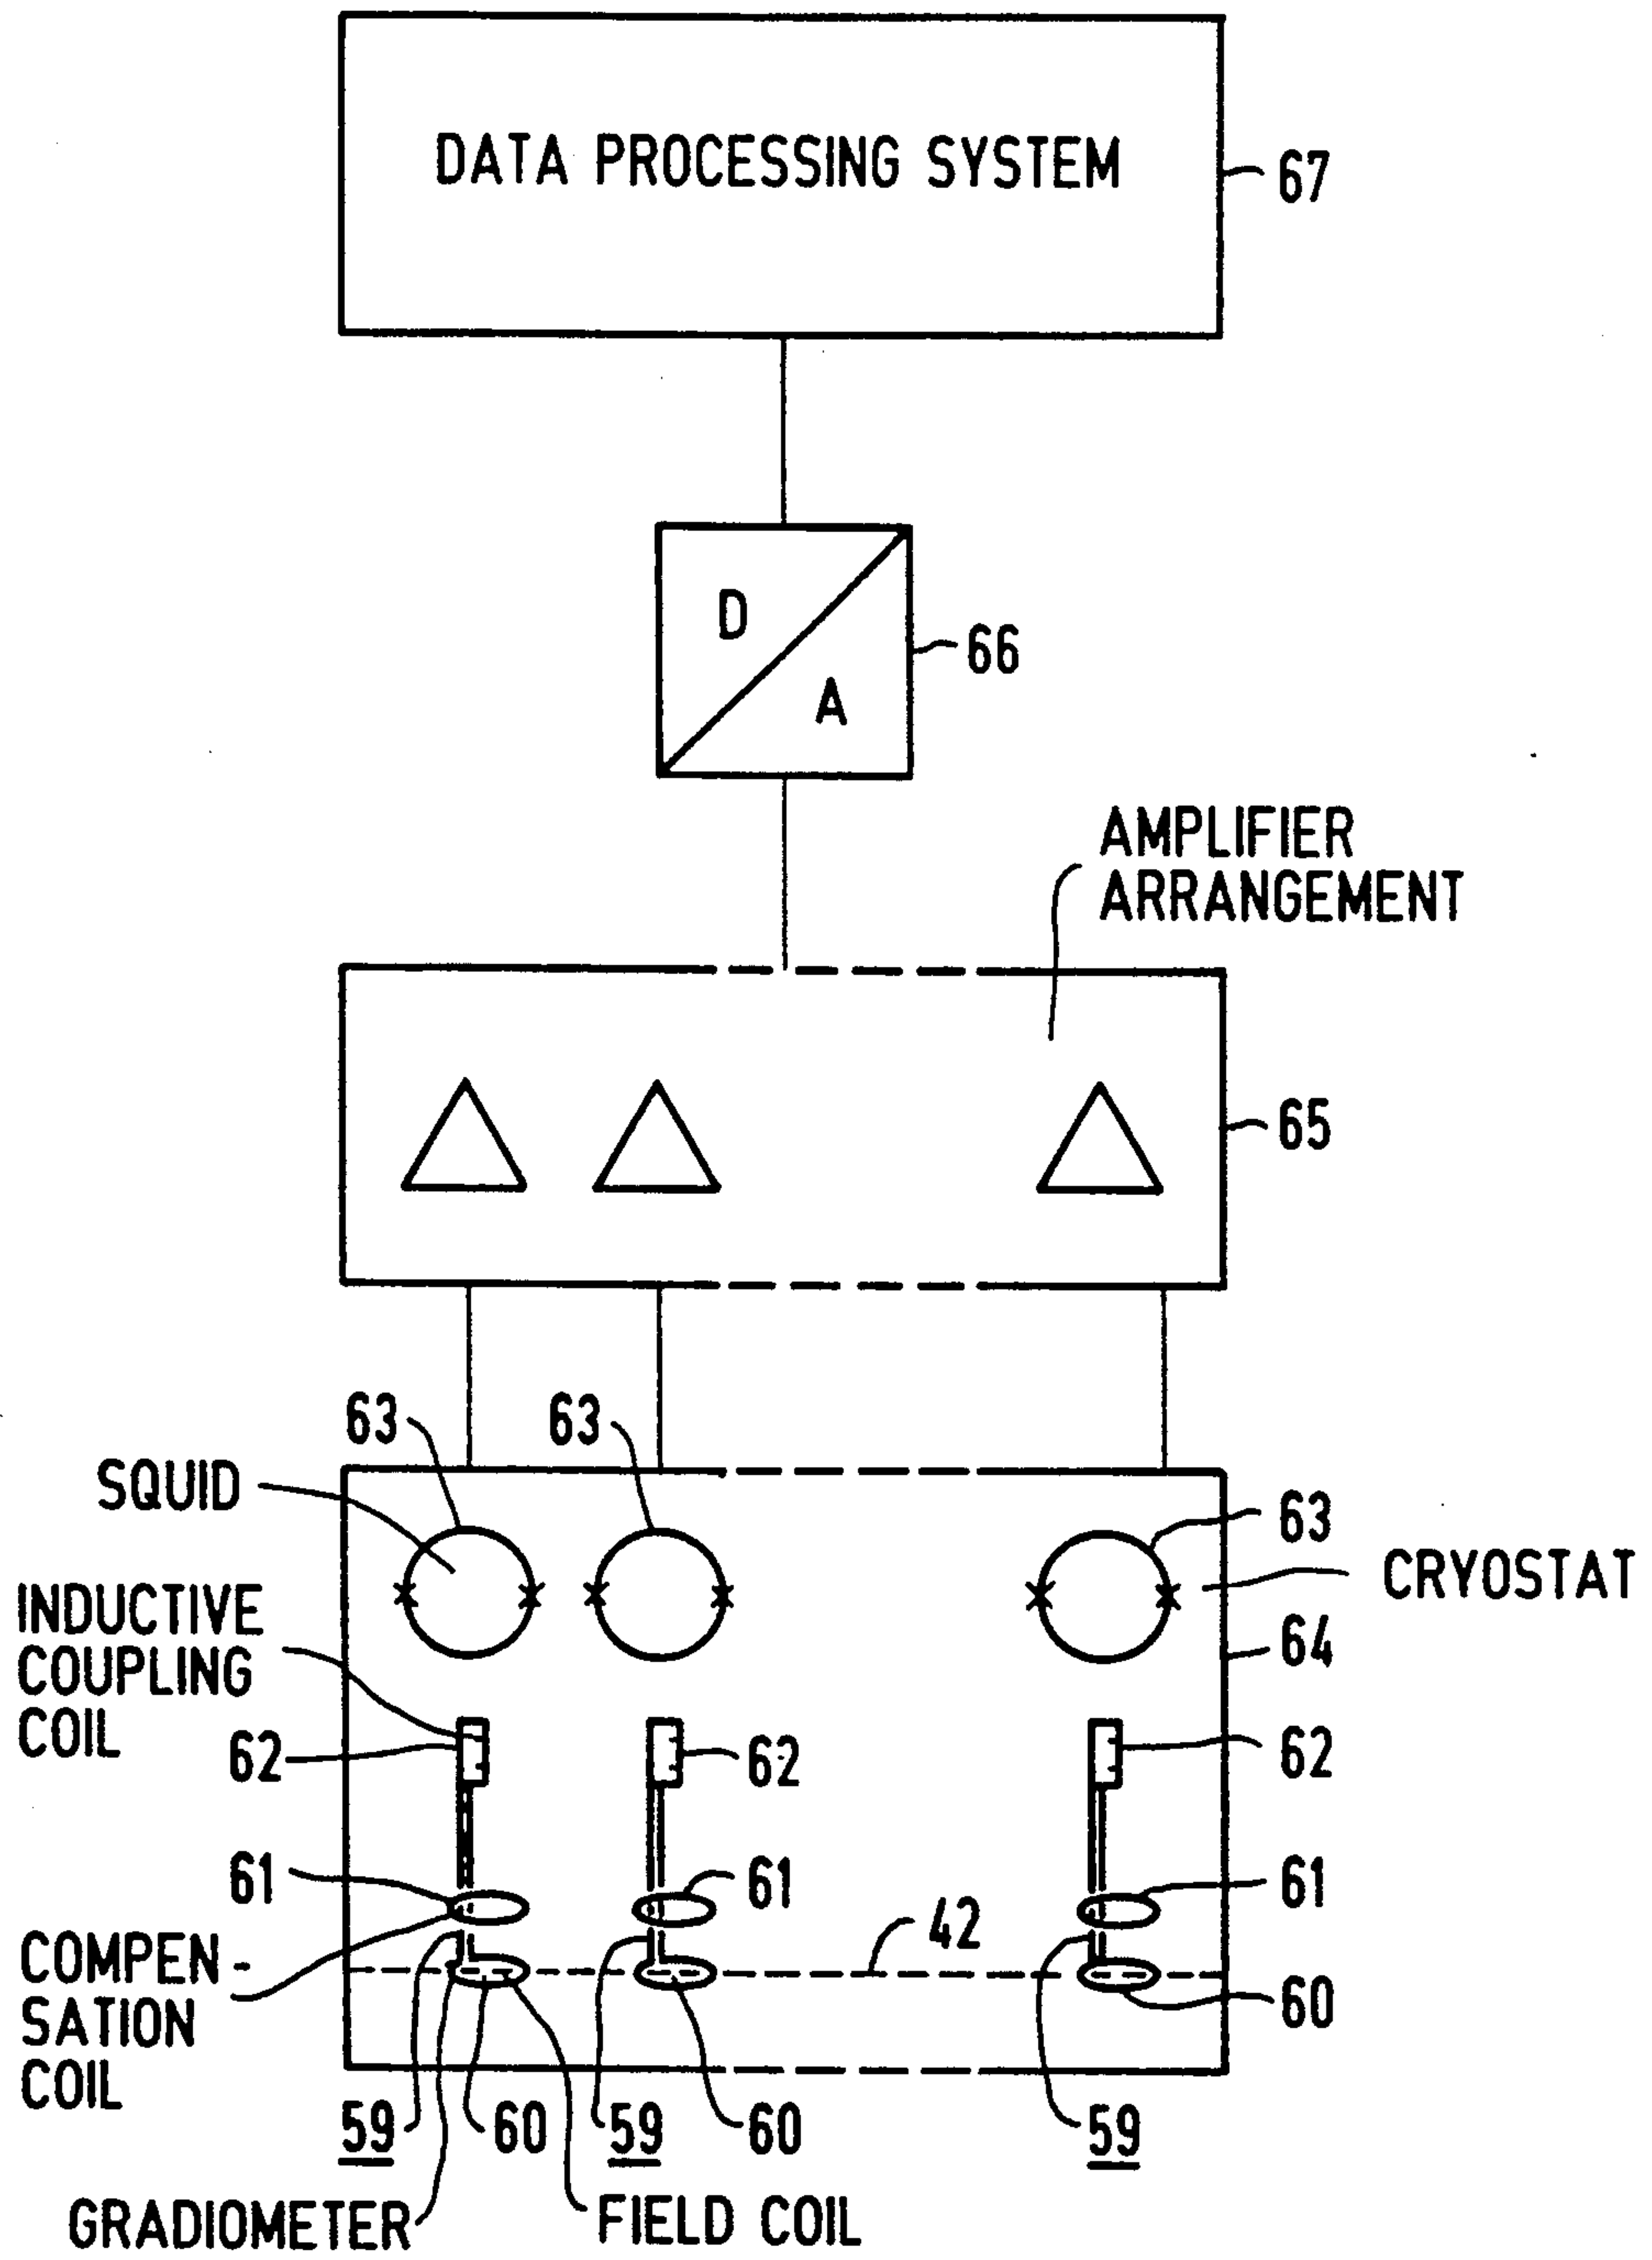 DATA PROCESSING SYSTEM
67
D
A
66
AMPLIFIER
ARRANGEMENT
65
63
63
SQUID
63
CRYOSTAT
INDUCTIVE
COUPLING
COIL
64
62
62
62
61
61
61
42
COMPEN-
SATION
COIL
60
59
60
59
60
59
GRADIOMETER
FIELD COIL